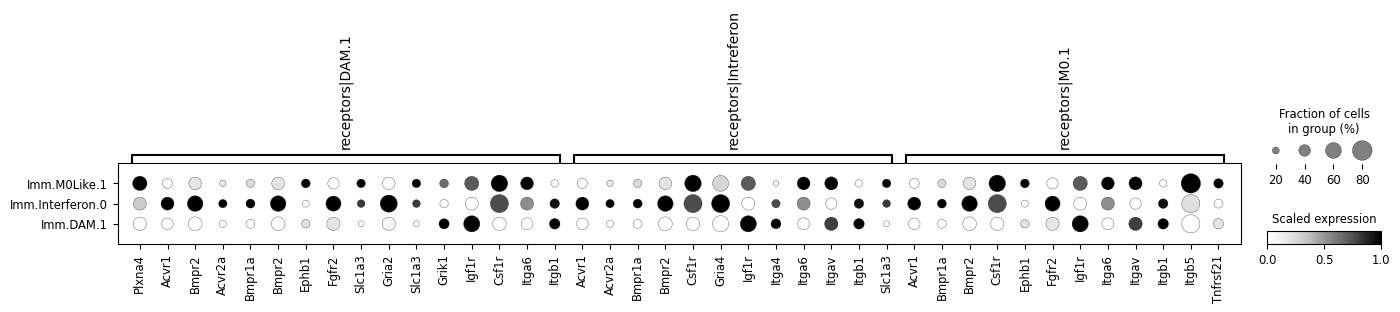 receptors|DAM.1
receptors|Intreferon
receptors|M0.1
Fraction of cells
in group (%)
20 40 60 80
Imm.M0Like.1
Imm.Interferon.0
Imm.DAM.1
Scaled expression
0.0 0.5 1.0
Plxna4 Acvr1 Bmpr2 Acvr2a Bmpr1a Bmpr2 Ephb1 Fgfr2 Slc1a3 Gria2 Slc1a3 Grik1 Igf1r Csf1r Itga6 Itgb1 Acvr1 Acvr2a Bmpr1a Bmpr2 Csf1r Gria4 Igf1r Itga4 Itga6 Itgav Itgb1 Slc1a3 Acvr1 Bmpr1a Bmpr2 Csf1r Ephb1 Fgfr2 Igf1r Itga6 Itgav Itgb1 Itgb5 Tnfrsf21